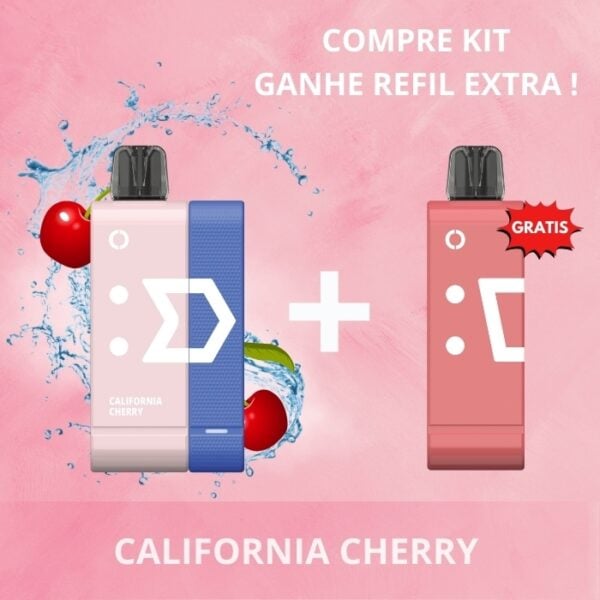 COMPRE KIT
GANHE REFIL EXTRA !
GRATIS
CALIFORNIA
CHERRY
CALIFORNIA CHERRY